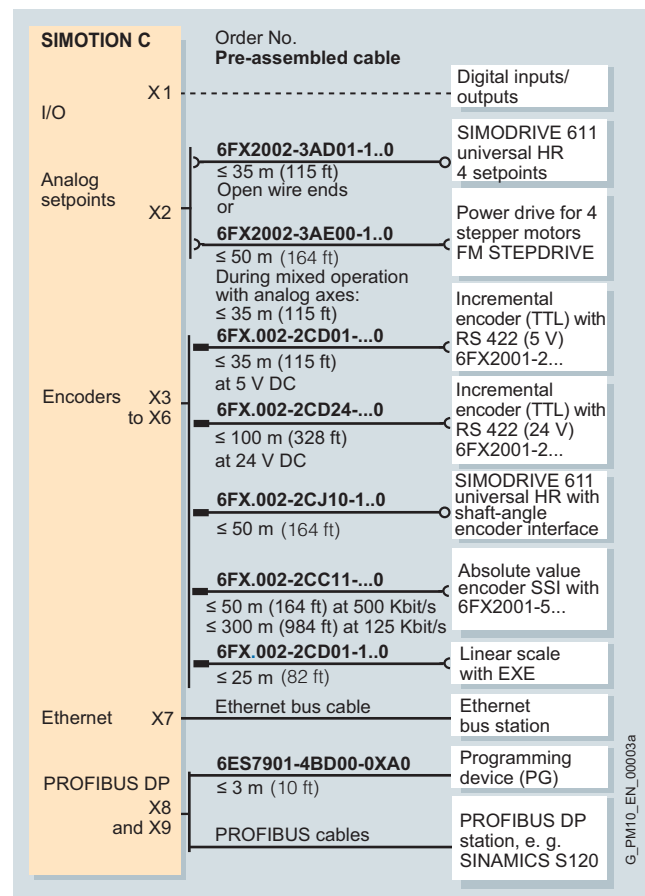 SIMOTION C
Order No.
Pre-assembled cable
I/O
X1
Digital inputs/
outputs
Analog
setpoints
X2
6FX2002-3AD01-1..0
≤ 35 m (115 ft)
Open wire ends
or
SIMODRIVE 611
universal HR
4 setpoints
6FX2002-3AE00-1..0
≤ 50 m (164 ft)
During mixed operation
with analog axes:
≤ 35 m (115 ft)
Power drive for 4
stepper motors
FM STEPDRIVE
Encoders X3
to X6
6FX.002-2CD01-...0
≤ 35 m (115 ft)
at 5 V DC
Incremental
encoder (TTL) with
RS 422 (5 V)
6FX2001-2...
6FX.002-2CD24-...0
≤ 100 m (328 ft)
at 24 V DC
Incremental
encoder (TTL) with
RS 422 (24 V)
6FX2001-2...
6FX.002-2CJ10-1..0
≤ 50 m (164 ft)
SIMODRIVE 611
universal HR with
shaft-angle
encoder interface
6FX.002-2CC11-...0
≤ 50 m (164 ft) at 500 Kbit/s
≤ 300 m (984 ft) at 125 Kbit/s
Absolute value
encoder SSI with
6FX2001-5...
6FX.002-2CD01-1..0
≤ 25 m (82 ft)
Linear scale
with EXE
Ethernet X7
Ethernet bus cable
Ethernet
bus station
PROFIBUS DP
X8
and X9
6ES7901-4BD00-0XA0
≤ 3 m (10 ft)
Programming
device (PG)
PROFIBUS cables
PROFIBUS DP
station, e. g.
SINAMICS S120
G_PM10_EN_00003a